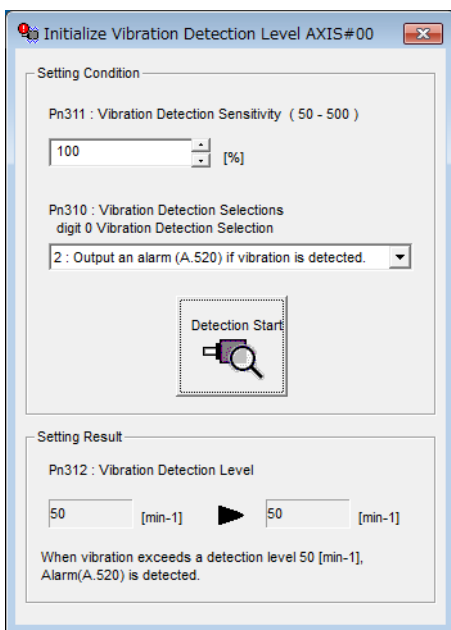 Initialize Vibration Detection Level AXIS#00
Setting Condition
Pn311 : Vibration Detection Sensitivity ( 50 - 500 )
100 [%]
Pn310 : Vibration Detection Selections
digit 0 Vibration Detection Selection
2 : Output an alarm (A.520) if vibration is detected.
Detection Start
Setting Result
Pn312 : Vibration Detection Level
50 [min-1] 50 [min-1]
When vibration exceeds a detection level 50 [min-1],
Alarm(A.520) is detected.